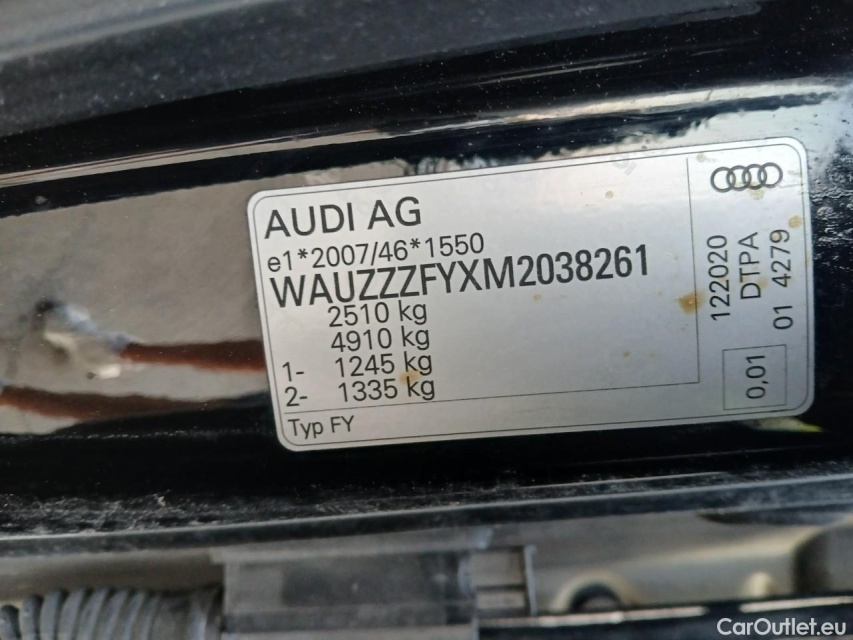 AUDI AG
e1*2007/46*1550
WAUZZZFYXM2038261
2510 kg
4910 kg
1- 1245 kg
2- 1335 kg
Typ FY
122020
DTPA
01 4279
0,01
CarOutlet.eu